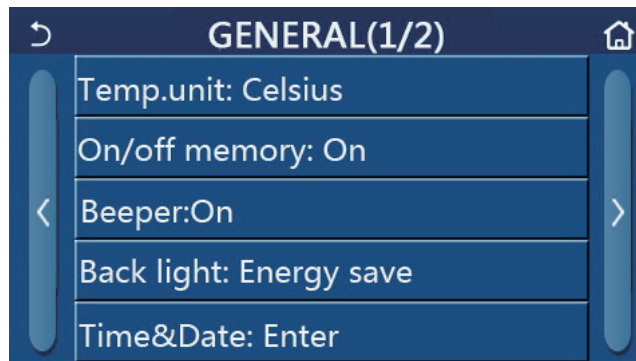 GENERAL(1/2)
Temp.unit: Celsius
On/off memory: On
Beeper:On
Back light: Energy save
Time&Date: Enter